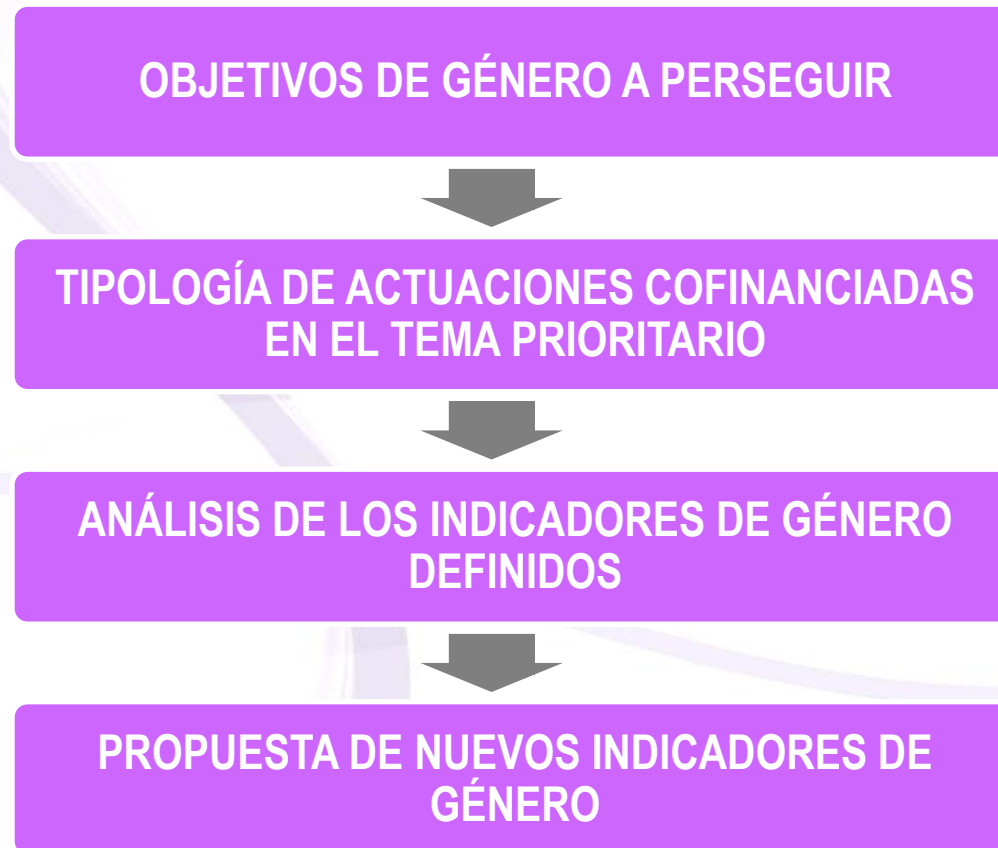 OBJETIVOS DE GÉNERO A PERSEGUIR
TIPOLOGÍA DE ACTUACIONES COFINANCIADAS
EN EL TEMA PRIORITARIO
ANÁLISIS DE LOS INDICADORES DE GÉNERO
DEFINIDOS
PROPUESTA DE NUEVOS INDICADORES DE
GÉNERO